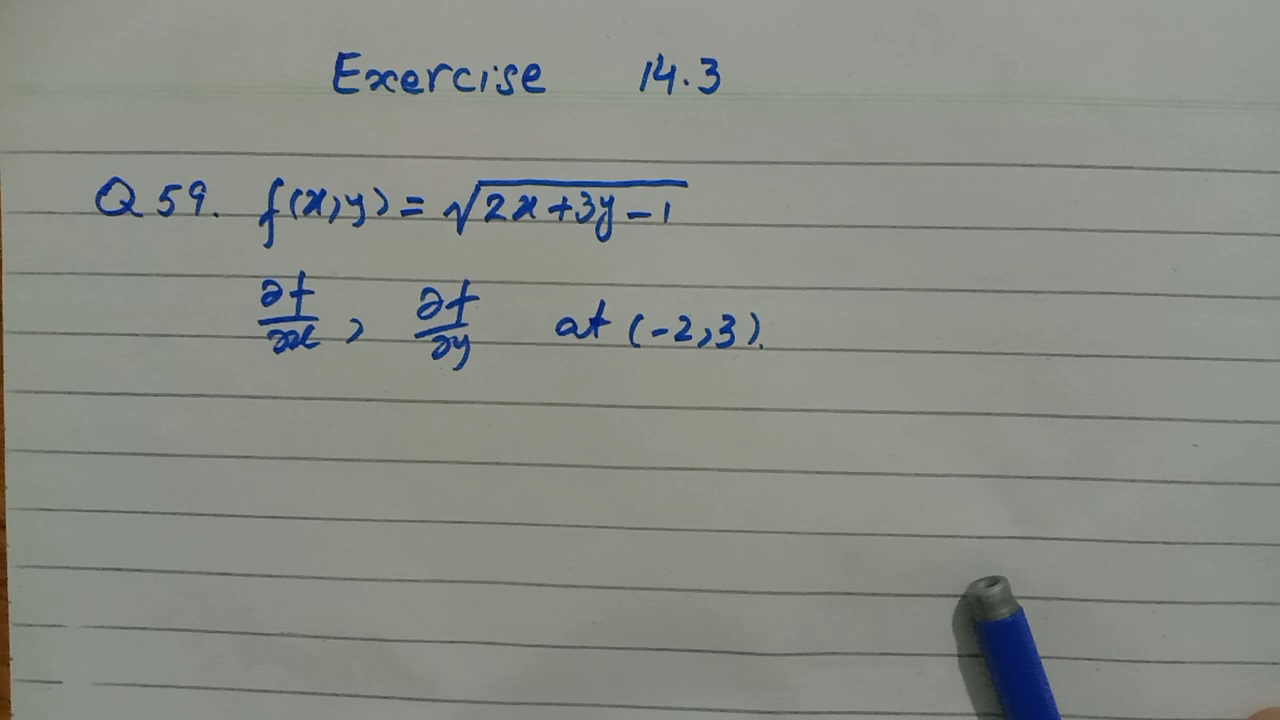 Exercise 14.3
Q 59. f(x,y) = √2x+3y-1
∂f/∂x, ∂f/∂y at (-2,3).